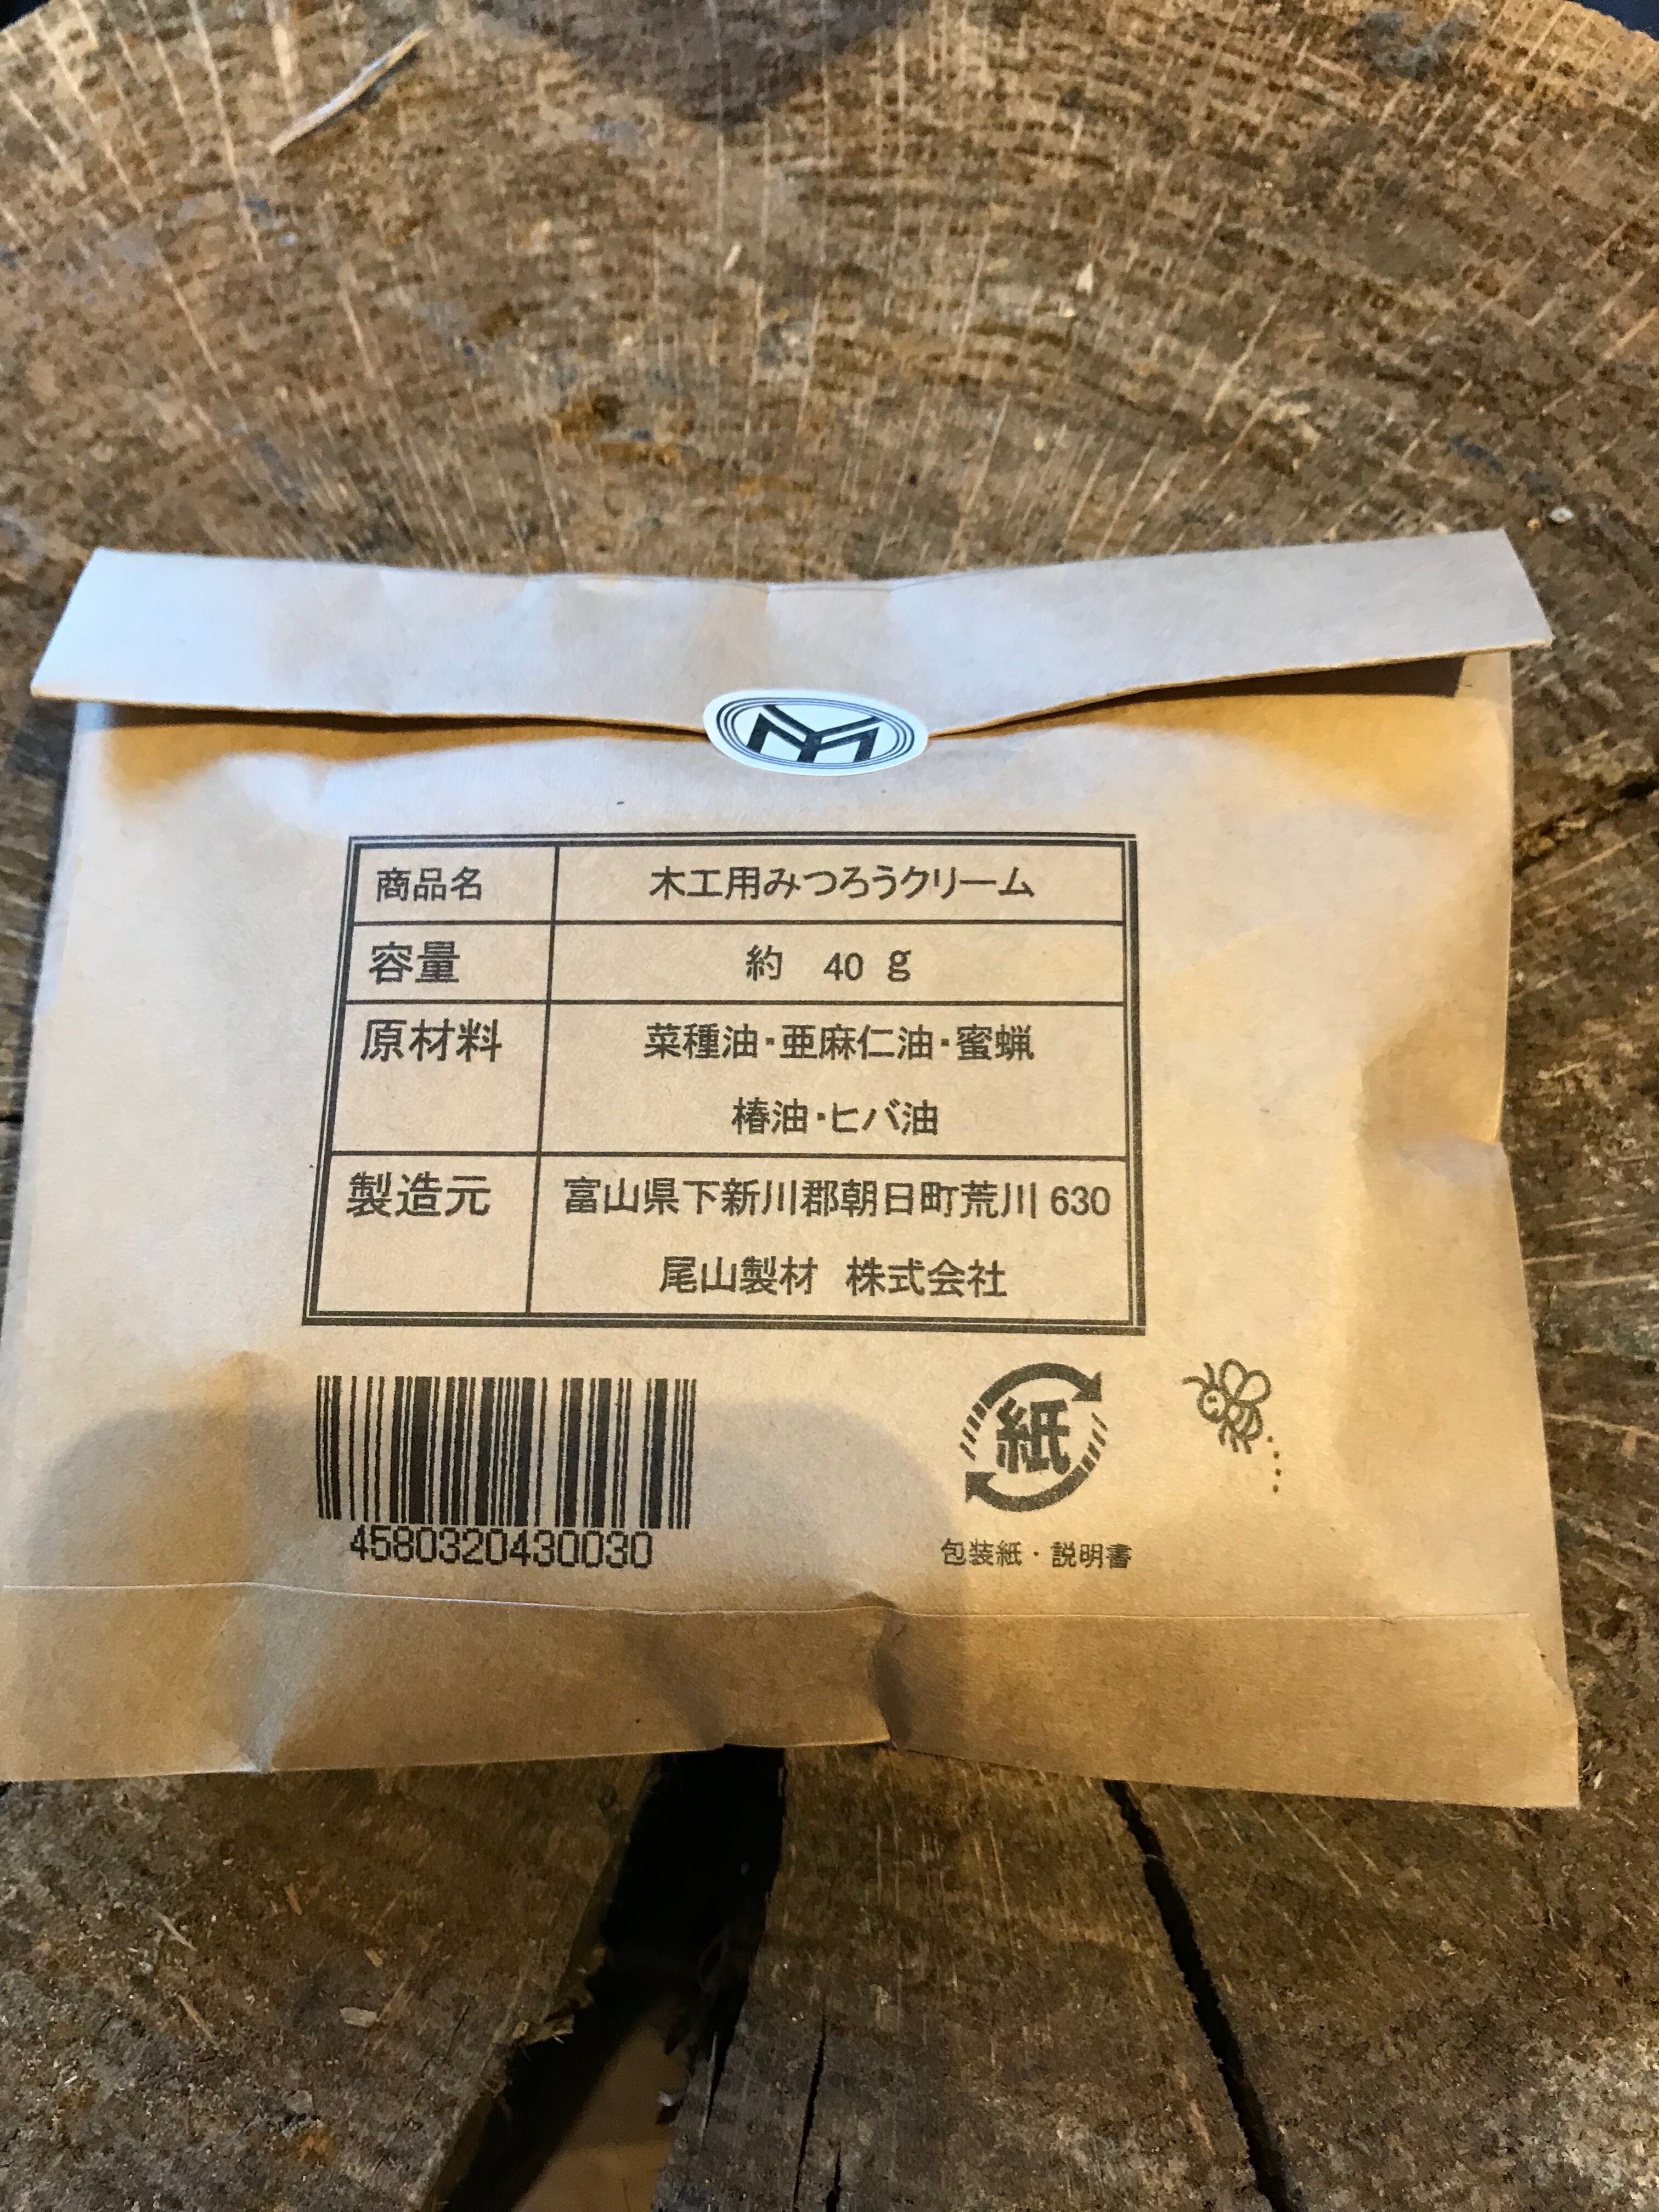 商品名 木工用みつろうクリーム
容量 約 40 g
原材料 菜種油・亜麻仁油・蜜蝋
椿油・ヒバ油
製造元 富山県下新川郡朝日町荒川 630
尾山製材 株式会社
4580320430030
紙
包装紙・説明書